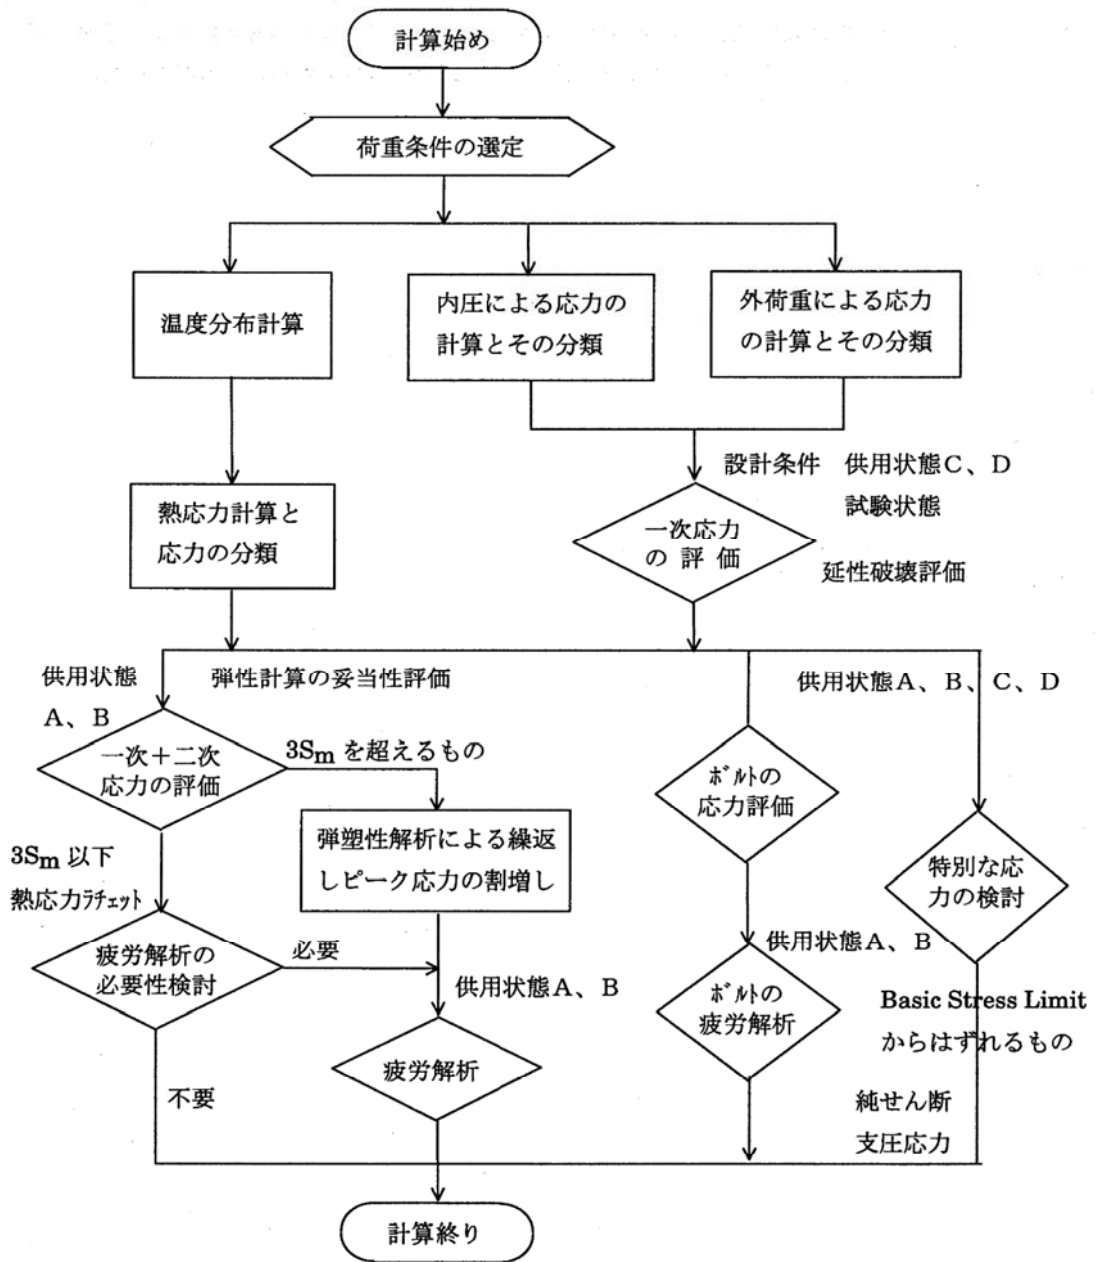 計算始め
荷重条件の選定
温度分布計算
内圧による応力の
計算とその分類
外荷重による応力
の計算とその分類
設計条件 供用状態C、D
試験状態
熱応力計算と
応力の分類
一次応力
の評価
延性破壊評価
供用状態
A、B
弾性計算の妥当性評価
供用状態A、B、C、D
一次＋二次
応力の評価
3Smを超えるもの
ﾎﾞﾙﾄの
応力評価
弾塑性解析による繰返
しピーク応力の割増し
3Sm以下
熱応力ﾗﾁｪｯﾄ
特別な応
力の検討
疲労解析の
必要性検討
必要
供用状態A、B
供用状態A、B
ﾎﾞﾙﾄの
疲労解析
Basic Stress Limit
からはずれるもの
疲労解析
不要
純せん断
支圧応力
計算終り